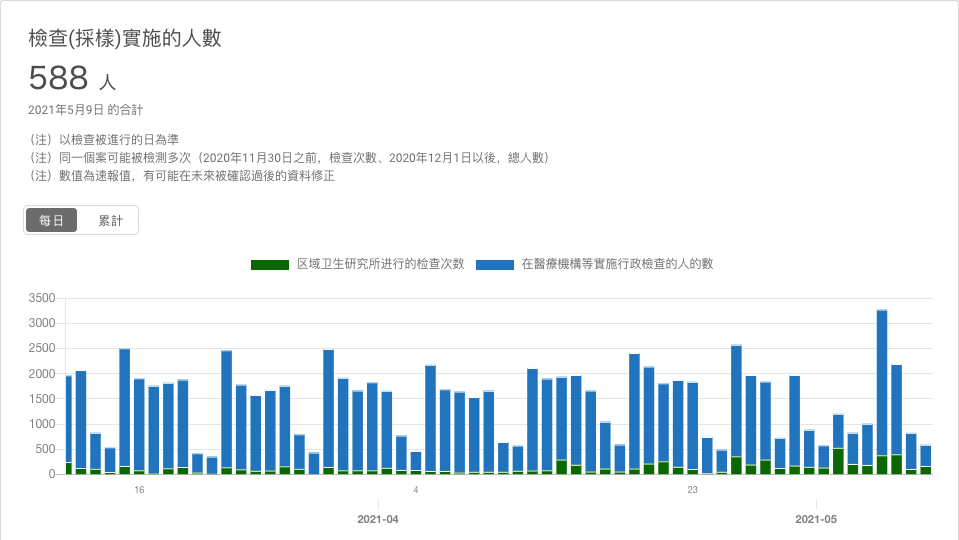 檢查(採樣)實施的人數
588 人
2021年5月9日 的合計
（注）以檢查被進行的日為準
（注）同一個案可能被檢測多次（2020年11月30日之前，檢查次數、2020年12月1日以後，總人數）
（注）數值為速報值，有可能在未來被確認過後的資料修正
每日 累計
区域卫生研究所进行的检查次数 在醫療機構等實施行政檢查的人的數
3500
3000
2500
2000
1500
1000
500
0
16 4 23
2021-04 2021-05